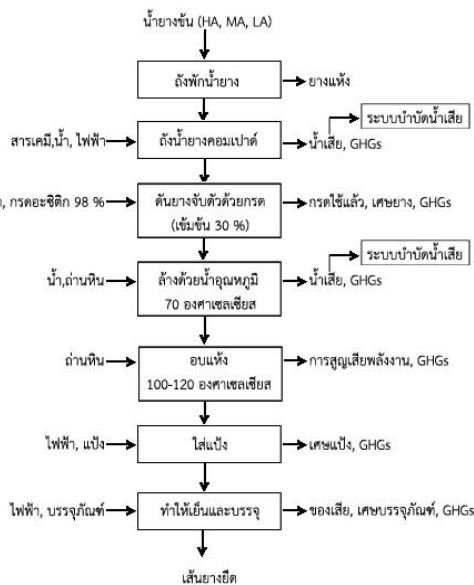 น้ำยางข้น (HA, MA, LA)
ถังพักน้ำยาง
ยางแห้ง
ระบบบำบัดน้ำเสีย
สารเคมี,น้ำ, ไฟฟ้า
ถังน้ำยางคอมเปาด์
น้ำเสีย, GHGs
กรดอะซิติก 98 %
ดันยางจับตัวด้วยกรด
(เข้มข้น 30 %)
กรดใช้แล้ว, เศษยาง, GHGs
ระบบบำบัดน้ำเสีย
น้ำ,ถ่านหิน
ล้างด้วยน้ำอุณหภูมิ
70 องศาเซลเซียส
น้ำเสีย, GHGs
ถ่านหิน
อบแห้ง
100-120 องศาเซลเซียส
การสูญเสียพลังงาน, GHGs
ไฟฟ้า, แป้ง
ใส่แป้ง
เศษแป้ง, GHGs
ไฟฟ้า, บรรจุภัณฑ์
ทำให้เย็นและบรรจุ
ของเสีย, เศษบรรจุภัณฑ์, GHGs
เส้นยางยืด